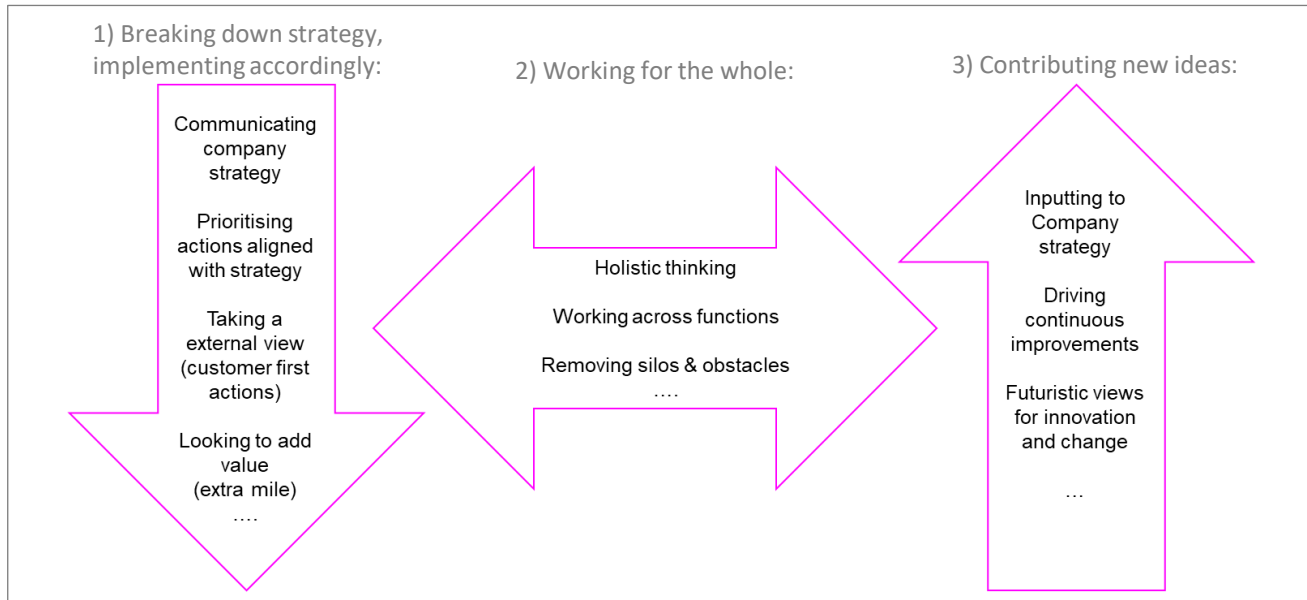 1) Breaking down strategy,
implementing accordingly:
Communicating
company
strategy
Prioritising
actions aligned
with strategy
Taking a
external view
(customer first
actions)
Looking to add
value
(extra mile)
....
2) Working for the whole:
Holistic thinking
Working across functions
Removing silos & obstacles
....
3) Contributing new ideas:
Inputting to
Company
strategy
Driving
continuous
improvements
Futuristic views
for innovation
and change
...